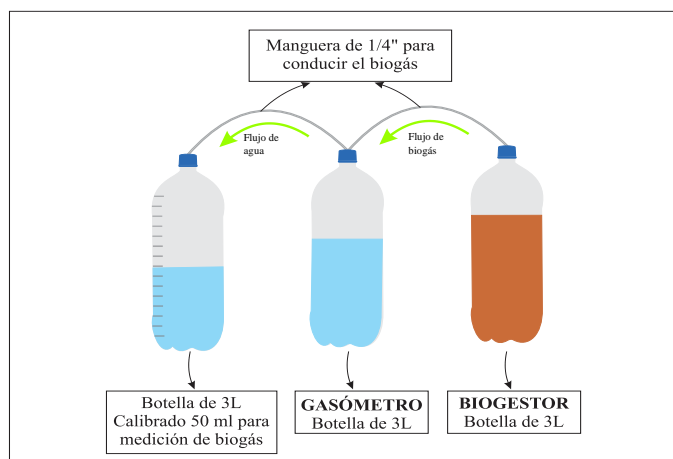 Manguera de 1/4" para
conducir el biogás
Flujo de
agua
Flujo de
biogás
Botella de 3L
Calibrado 50 ml para
medición de biogás
GASÓMETRO
Botella de 3L
BIOGESTOR
Botella de 3L